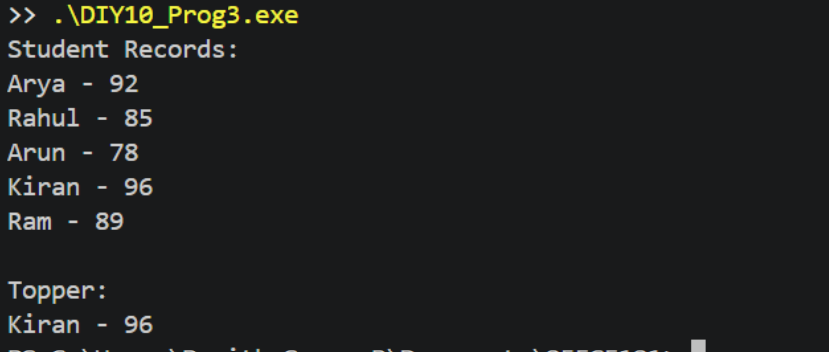 >> .\DIY10_Prog3.exe
Student Records:
Arya - 92
Rahul - 85
Arun - 78
Kiran - 96
Ram - 89
Topper:
Kiran - 96